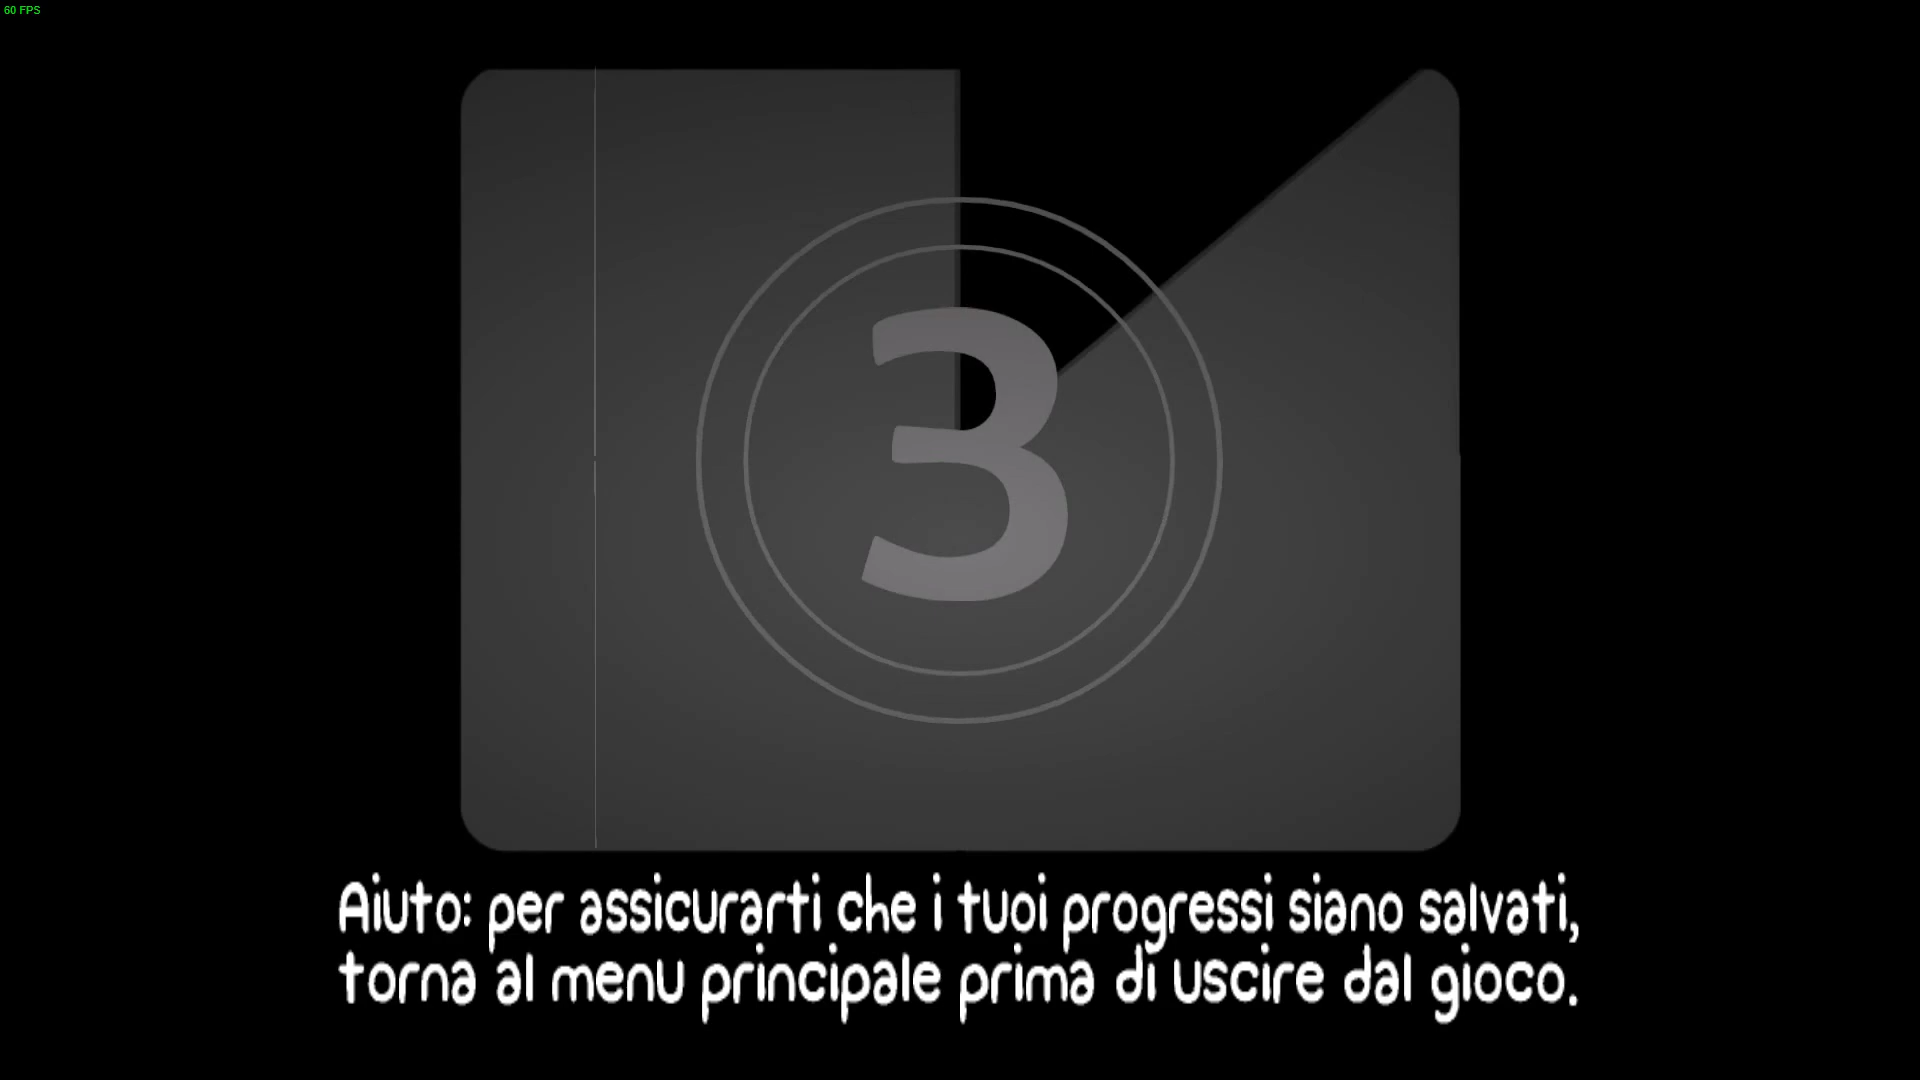 60 FPS
3
Aiuto: per assicurarti che i tuoi progressi siano salvati,
torna al menu principale prima di uscire dal gioco.